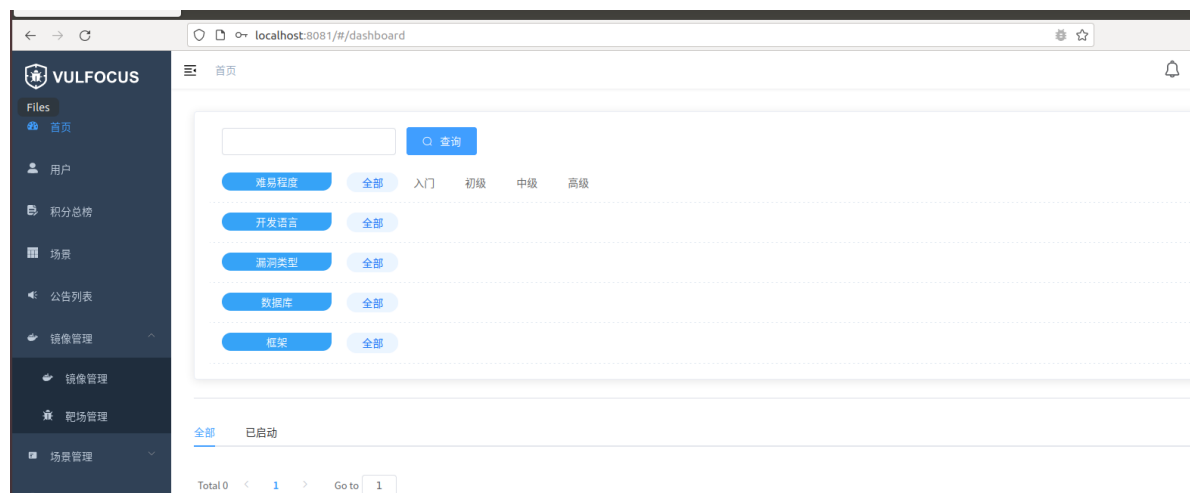 localhost:8081/#/dashboard
VULFOCUS
Files
首页
用户
积分总榜
场景
公告列表
镜像管理
镜像管理
靶场管理
场景管理
首页
查询
难易程度 全部 入门 初级 中级 高级
开发语言 全部
漏洞类型 全部
数据库 全部
框架 全部
全部 已启动
Total 0 1 Go to 1